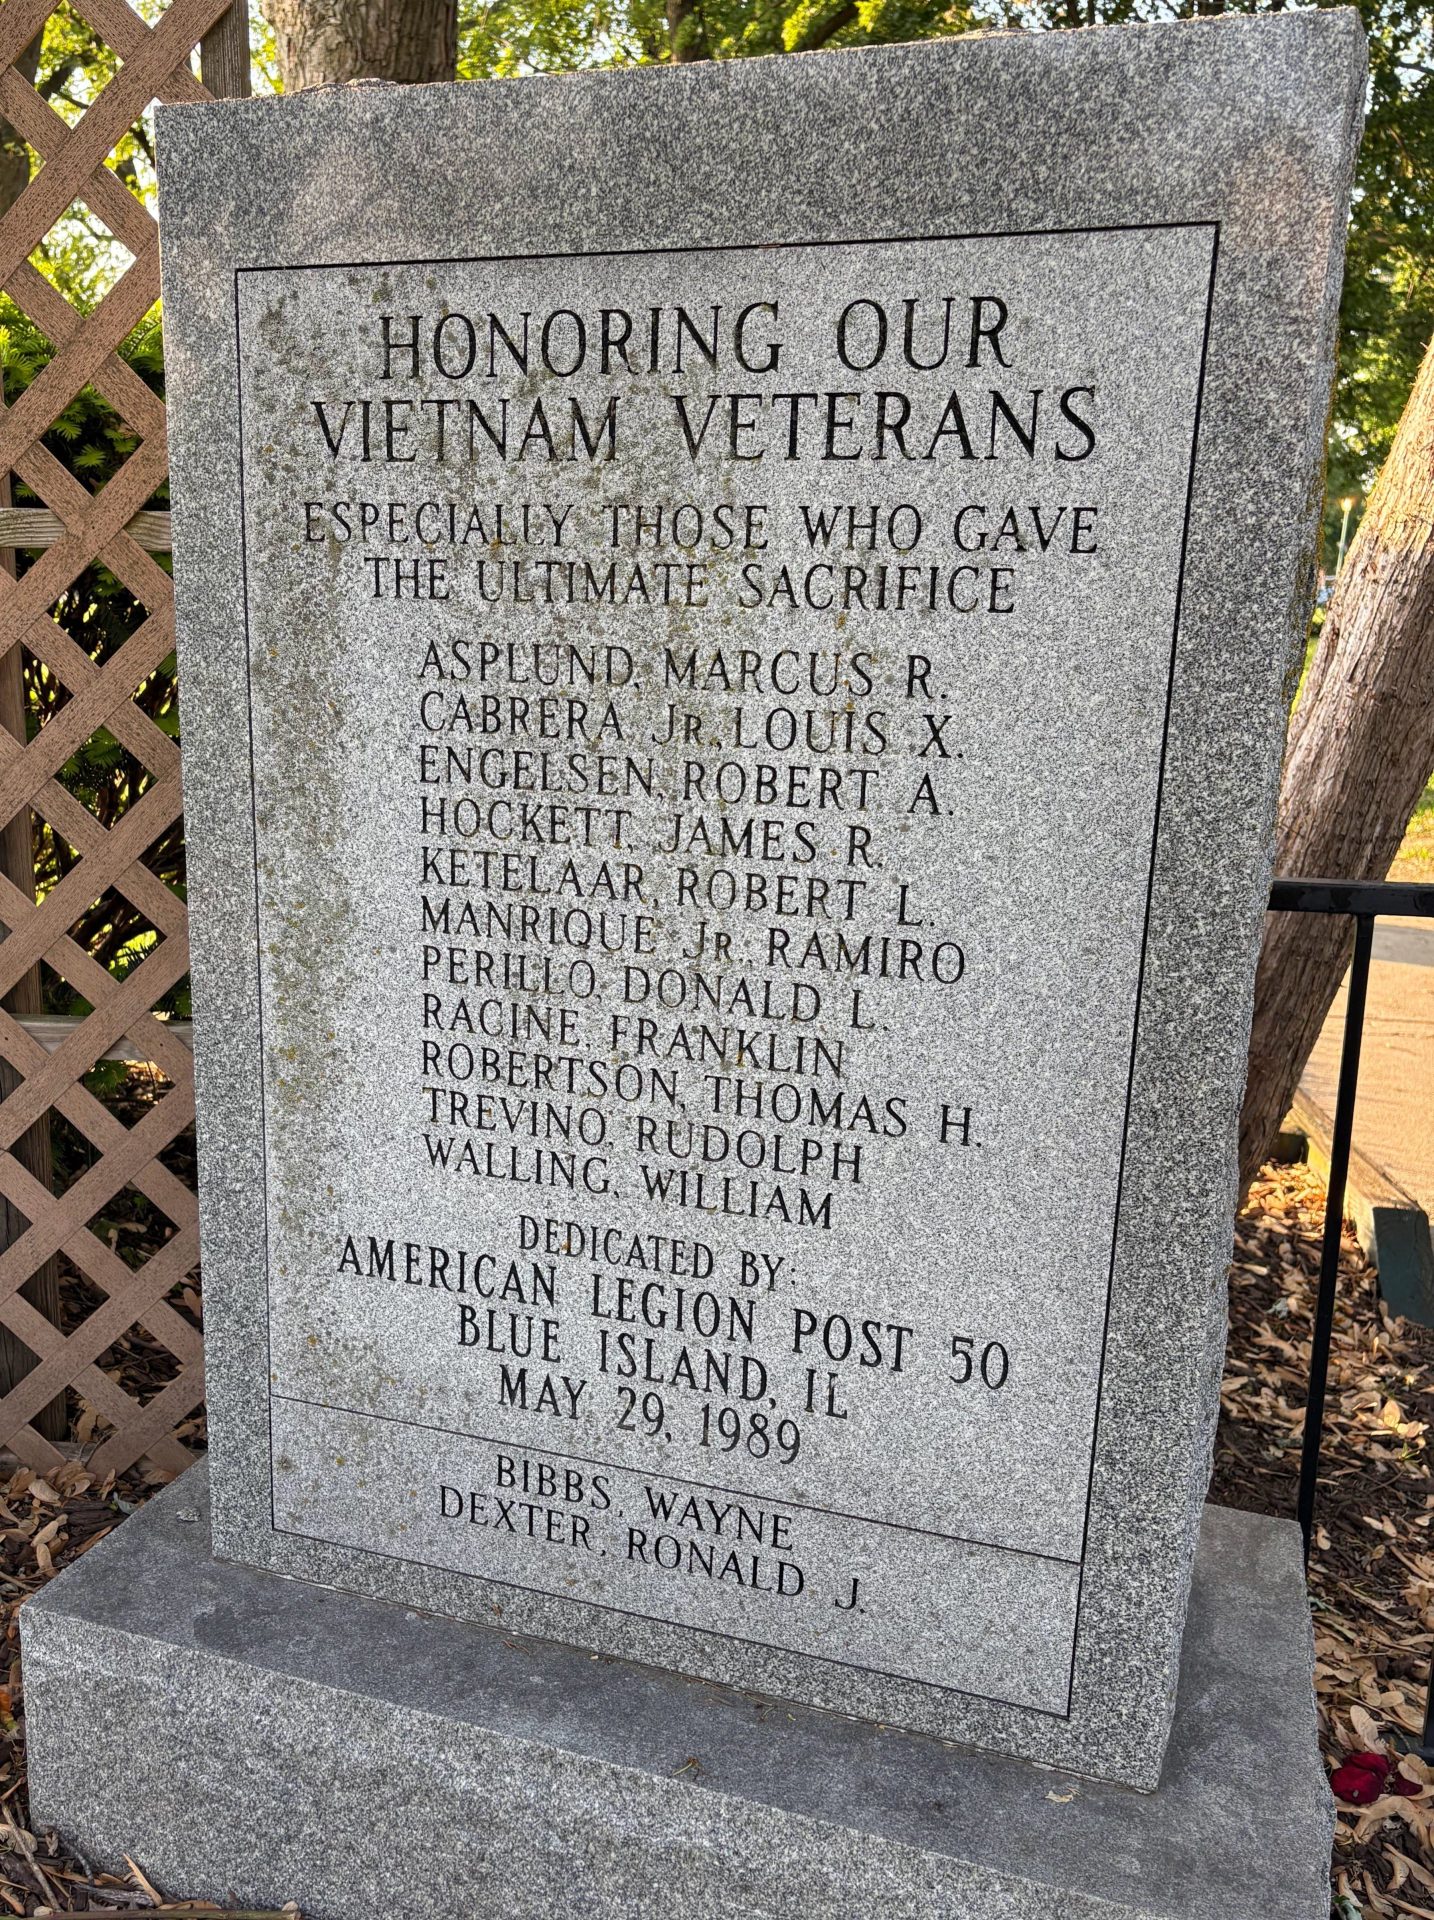 HONORING OUR
VIETNAM VETERANS
ESPECIALLY THOSE WHO GAVE
THE ULTIMATE SACRIFICE
ASPLUND, MARCUS R.
CABRERA, JR., LOUIS X.
ENGELSEN, ROBERT A.
HOCKETT, JAMES R.
KETELAAR, ROBERT L.
MANRIQUE JR., RAMIRO
PERILLO, DONALD L.
RACINE, FRANKLIN
ROBERTSON, THOMAS H.
TREVINO, RUDOLPH
WALLING, WILLIAM
DEDICATED BY:
AMERICAN LEGION POST 50
BLUE ISLAND, IL
MAY 29, 1989
BIBBS, WAYNE
DEXTER, RONALD J.